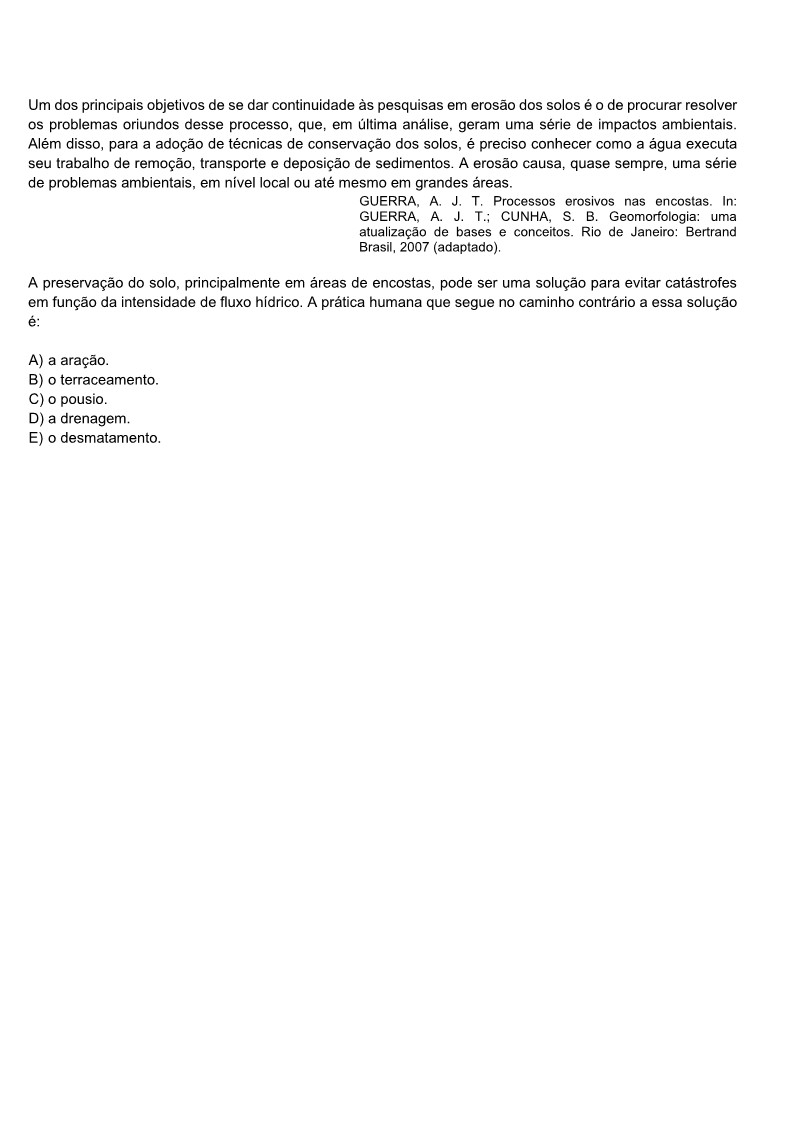 Um dos principais objetivos de se dar continuidade às pesquisas em erosão dos solos é o de procurar resolver
os problemas oriundos desse processo, que, em última análise, geram uma série de impactos ambientais.
Além disso, para a adoção de técnicas de conservação dos solos, é preciso conhecer como a água executa
seu trabalho de remoção, transporte e deposição de sedimentos. A erosão causa, quase sempre, uma série
de problemas ambientais, em nível local ou até mesmo em grandes áreas.
GUERRA, A. J. T. Processos erosivos nas encostas. In:
GUERRA, A. J. T.; CUNHA, S. B. Geomorfologia: uma
atualização de bases e conceitos. Rio de Janeiro: Bertrand
Brasil, 2007 (adaptado).
A preservação do solo, principalmente em áreas de encostas, pode ser uma solução para evitar catástrofes
em função da intensidade de fluxo hídrico. A prática humana que segue no caminho contrário a essa solução
é:
A) a aração.
B) o terraceamento.
C) o pousio.
D) a drenagem.
E) o desmatamento.